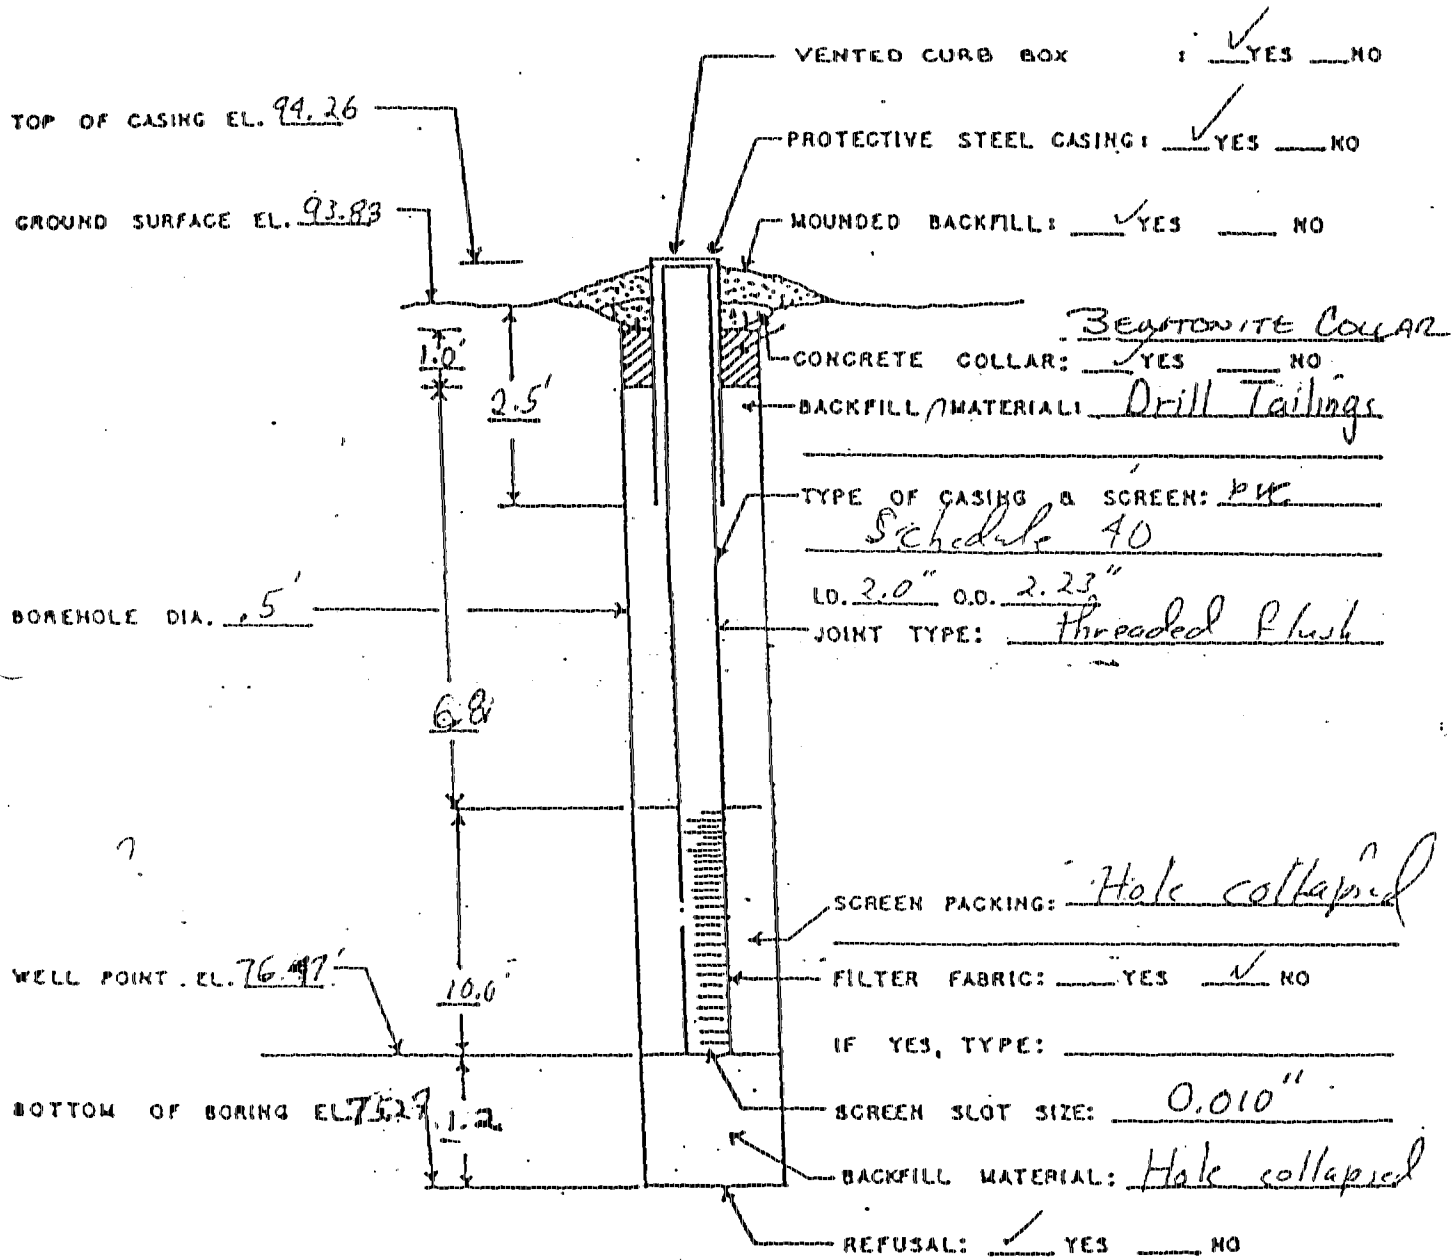 VENTED CURB BOX : ✓ YES ___ NO
TOP OF CASING EL. 94.26
PROTECTIVE STEEL CASING: ✓ YES ___ NO
GROUND SURFACE EL. 93.83
MOUNDED BACKFILL: ✓ YES ___ NO
BENTONITE COLLAR
1.0'
CONCRETE COLLAR: ✓ YES ___ NO
2.5'
BACKFILL MATERIAL: Drill Tailings
TYPE OF CASING & SCREEN: PVC
Schedule 40
I.D. 2.0" O.D. 2.23"
BOREHOLE DIA. .5'
JOINT TYPE: threaded flush
6.8'
?
SCREEN PACKING: Hole collapsed
WELL POINT. EL. 76.47'
10.0'
FILTER FABRIC: ___ YES ✓ NO
IF YES, TYPE:
BOTTOM OF BORING EL. 75.27
1.2
SCREEN SLOT SIZE: 0.010"
BACKFILL MATERIAL: Hole collapsed
REFUSAL: ✓ YES ___ NO